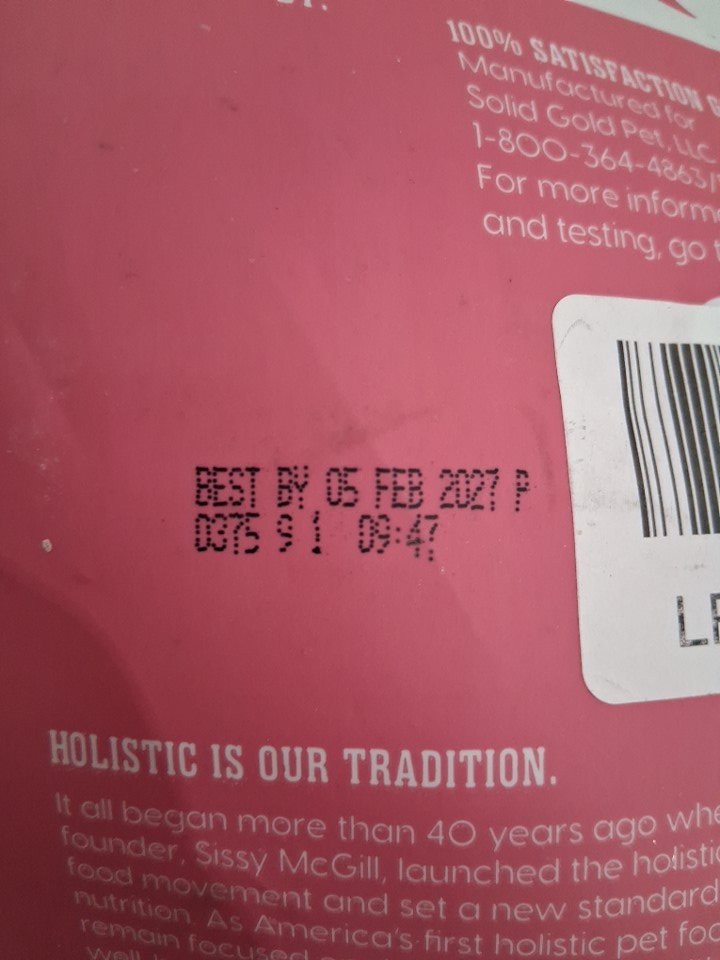 100% SATISFACTION
Manufactured for
Solid Gold Pet, LLC
1-800-364-4863/
For more inform
and testing, go t
BEST BY 05 FEB 2027 P
0375 9 1 09:47
HOLISTIC IS OUR TRADITION.
It all began more than 40 years ago whe
founder, Sissy McGill, launched the holistic
food movement and set a new standard
nutrition. As America's first holistic pet foo
remain focused
well